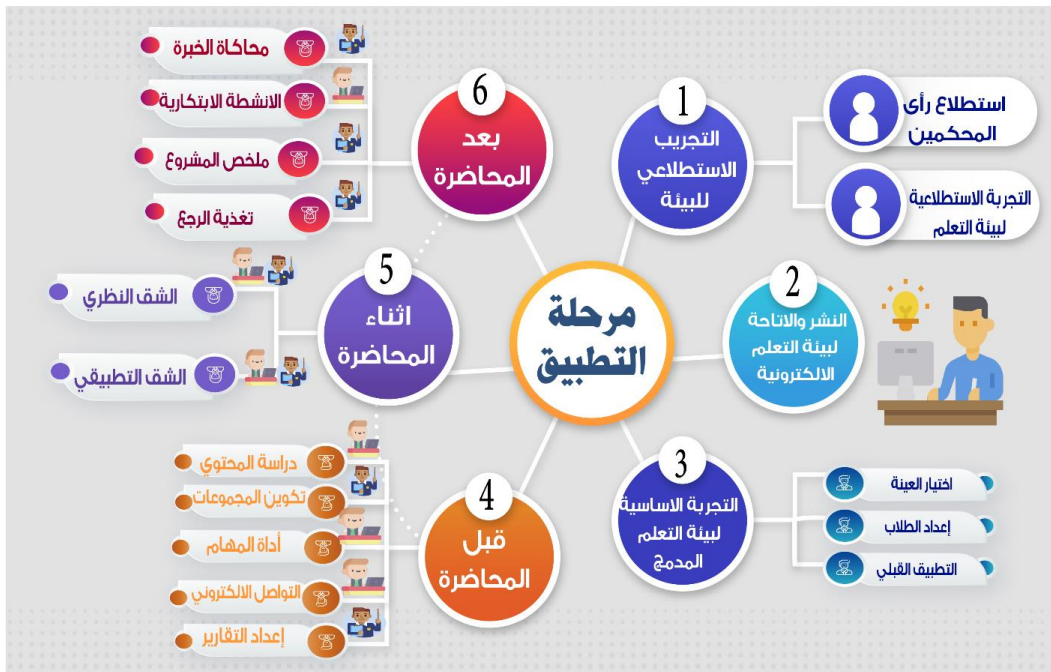 مرحلة
التطبيق
1
التجريب
الاستطلاعي
للبيئة
استطلاع رأى
المحكمين
التجربة الاستطلاعية
لبيئة التعلم
2
النشر والاتاحة
لبيئة التعلم
الالكترونية
3
التجربة الاساسية
لبيئة التعلم
المدمج
اختيار العينة
إعداد الطلاب
التطبيق القبلي
4
قبل
المحاضرة
دراسة المحتوي
تكوين المجموعات
أداة المهام
التواصل الالكتروني
إعداد التقارير
5
اثناء
المحاضرة
الشق النظري
الشق التطبيقي
6
بعد
المحاضرة
محاكاة الخبرة
الانشطة الابتكارية
ملخص المشروع
تغذية الرجع